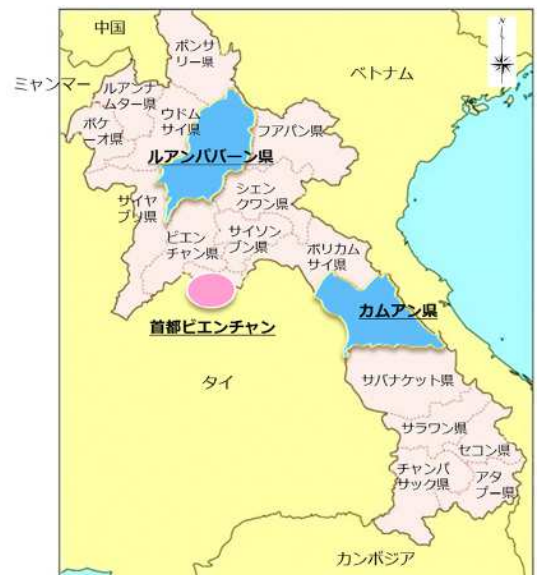 中国
ポンサ
リー県
N
ベトナム
ミャンマー
ルアンナ
ムター県
ウドム
サイ県
ボケ
ーオ県
フアパン県
ルアンパバーン県
シェン
クワン県
サイヤ
ブリ県
ビエン
チャン県
サイソン
ブン県
ボリカム
サイ県
カムアン県
首都ビエンチャン
タイ
サバナケット県
サラワン県
セコン県
チャンパ
サック県
アタ
プー県
カンボジア